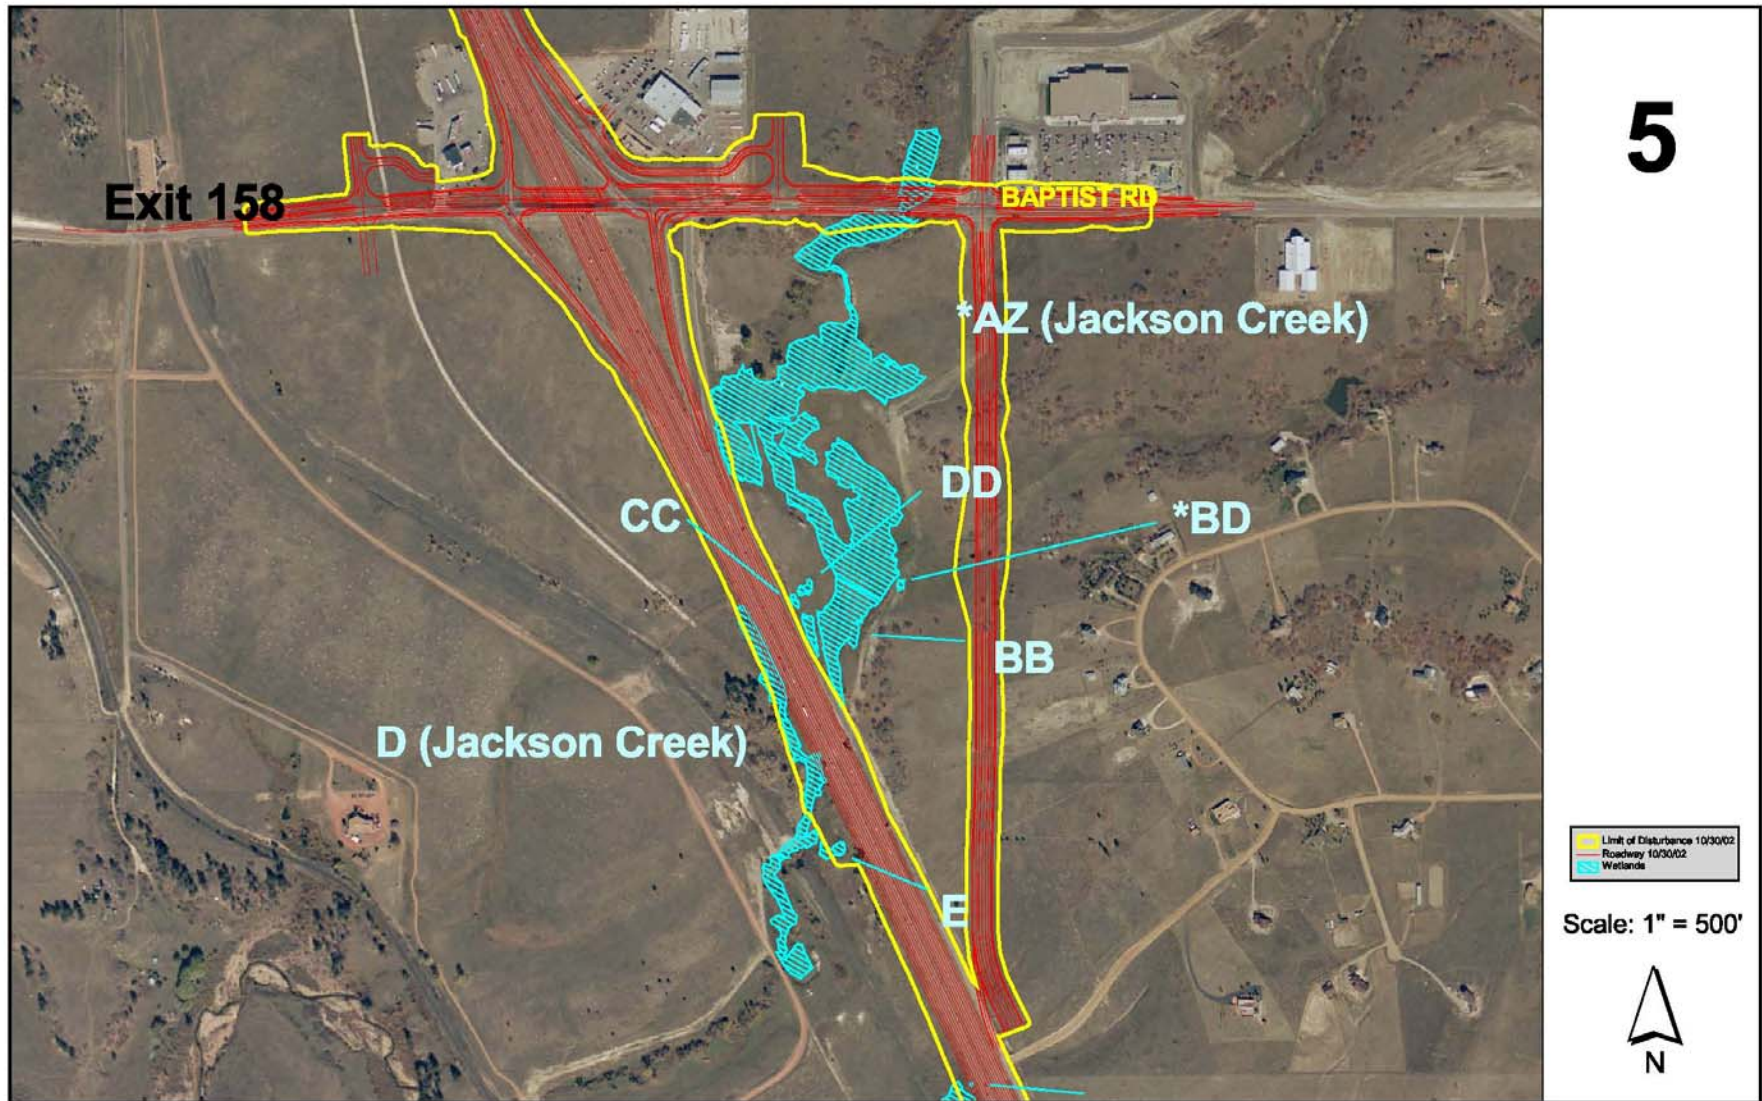 5
Exit 158
BAPTIST RD
*AZ (Jackson Creek)
DD
CC
*BD
BB
D (Jackson Creek)
E
Limit of Disturbance 10/30/02
Roadway 10/30/02
Wetlands
Scale: 1" = 500'
N